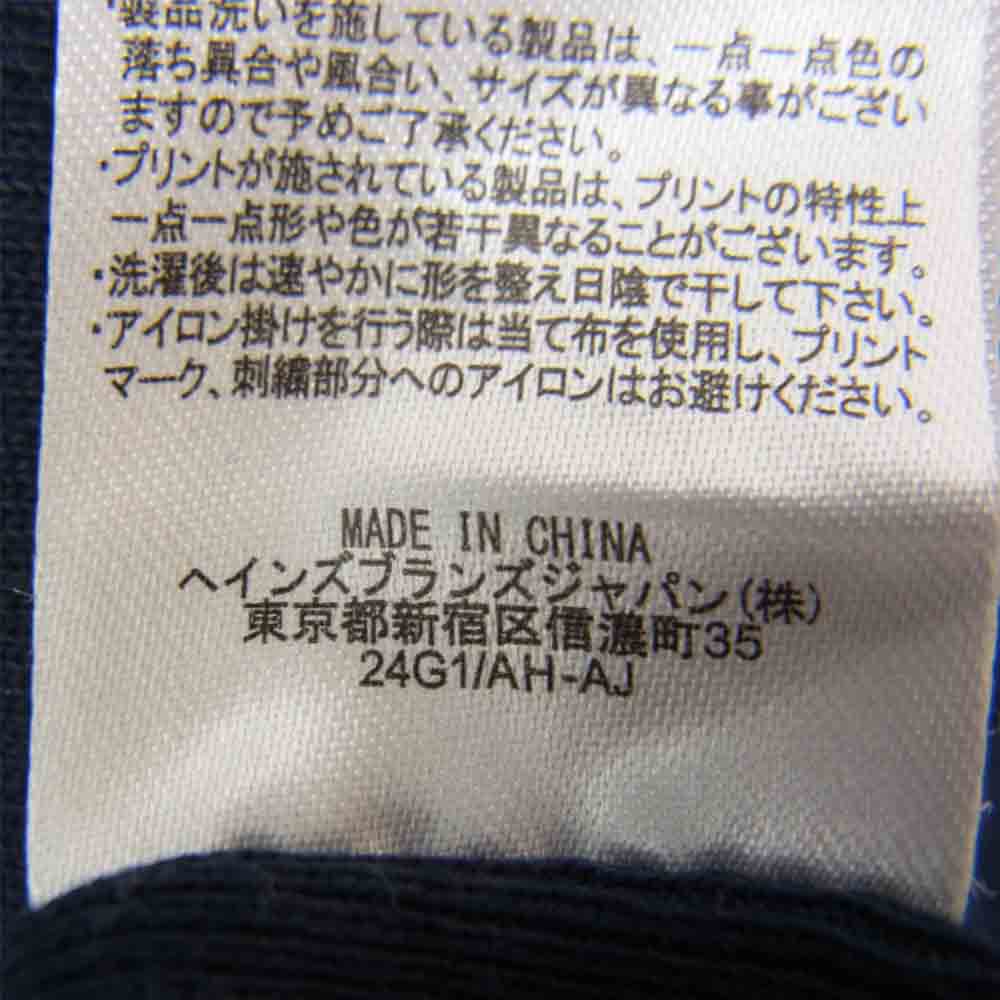 ・製品洗いを施している製品は、一点一点色の
落ち具合や風合い、サイズが異なる事がござい
ますので予めご了承ください。
・プリントが施されている製品は、プリントの特性上
一点一点形や色が若干異なることがございます。
・洗濯後は速やかに形を整え日陰で干して下さい。
・アイロン掛けを行う際は当て布を使用し、プリント
マーク、刺繍部分へのアイロンはお避けください。
MADE IN CHINA
ヘインズブランズジャパン(株)
東京都新宿区信濃町35
24G1/AH-AJ